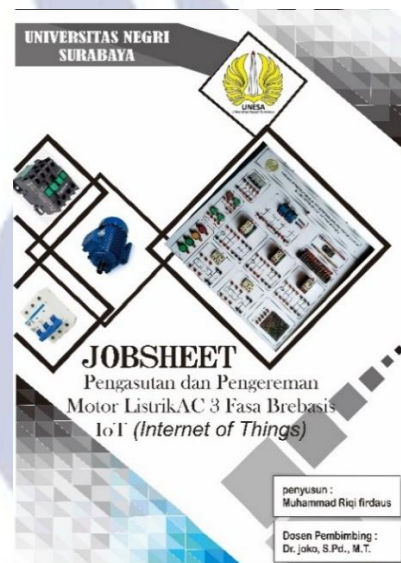 UNIVERSITAS NEGRI
SURABAYA
UNESA
JOBSHEET
Pengasutan dan Pengereman
Motor ListrikAC 3 Fasa Brebasis
IoT (Internet of Things)
penyusun :
Muhammad Riqi firdaus
Dosen Pembimbing :
Dr. joko, S.Pd., M.T.